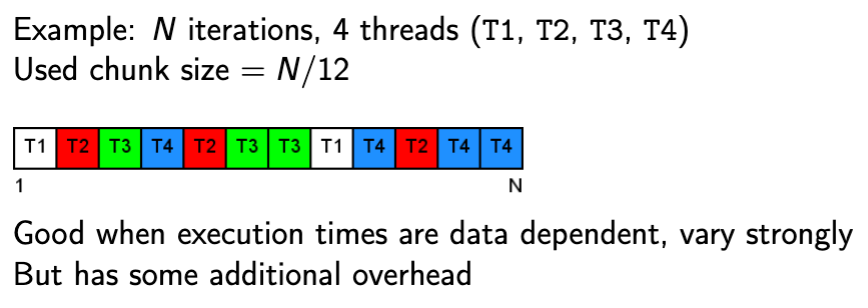 Example: N iterations, 4 threads (T1, T2, T3, T4)
Used chunk size = N/12
T1 T2 T3 T4 T2 T3 T3 T1 T4 T2 T4 T4
1 N
Good when execution times are data dependent, vary strongly
But has some additional overhead